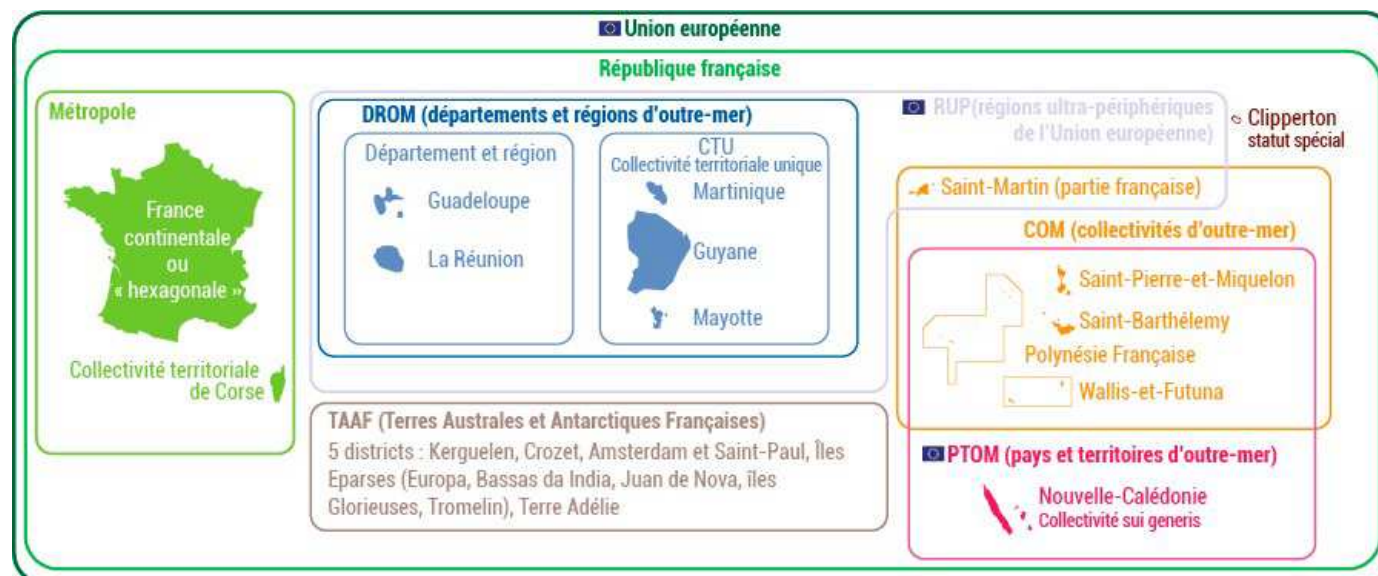 Union européenne
République française
Métropole
France
continentale
ou
« hexagonale »
Collectivité territoriale
de Corse
DROM (départements et régions d'outre-mer)
Département et région
Guadeloupe
La Réunion
CTU
Collectivité territoriale unique
Martinique
Guyane
Mayotte
RUP(régions ultra-périphériques
de l'Union européenne)
Clipperton
statut spécial
Saint-Martin (partie française)
COM (collectivités d'outre-mer)
Saint-Pierre-et-Miquelon
Saint-Barthélemy
Polynésie Française
Wallis-et-Futuna
TAAF (Terres Australes et Antarctiques Françaises)
5 districts : Kerguelen, Crozet, Amsterdam et Saint-Paul, Îles
Eparses (Europa, Bassas da India, Juan de Nova, îles
Glorieuses, Tromelin), Terre Adélie
PTOM (pays et territoires d'outre-mer)
Nouvelle-Calédonie
Collectivité sui generis